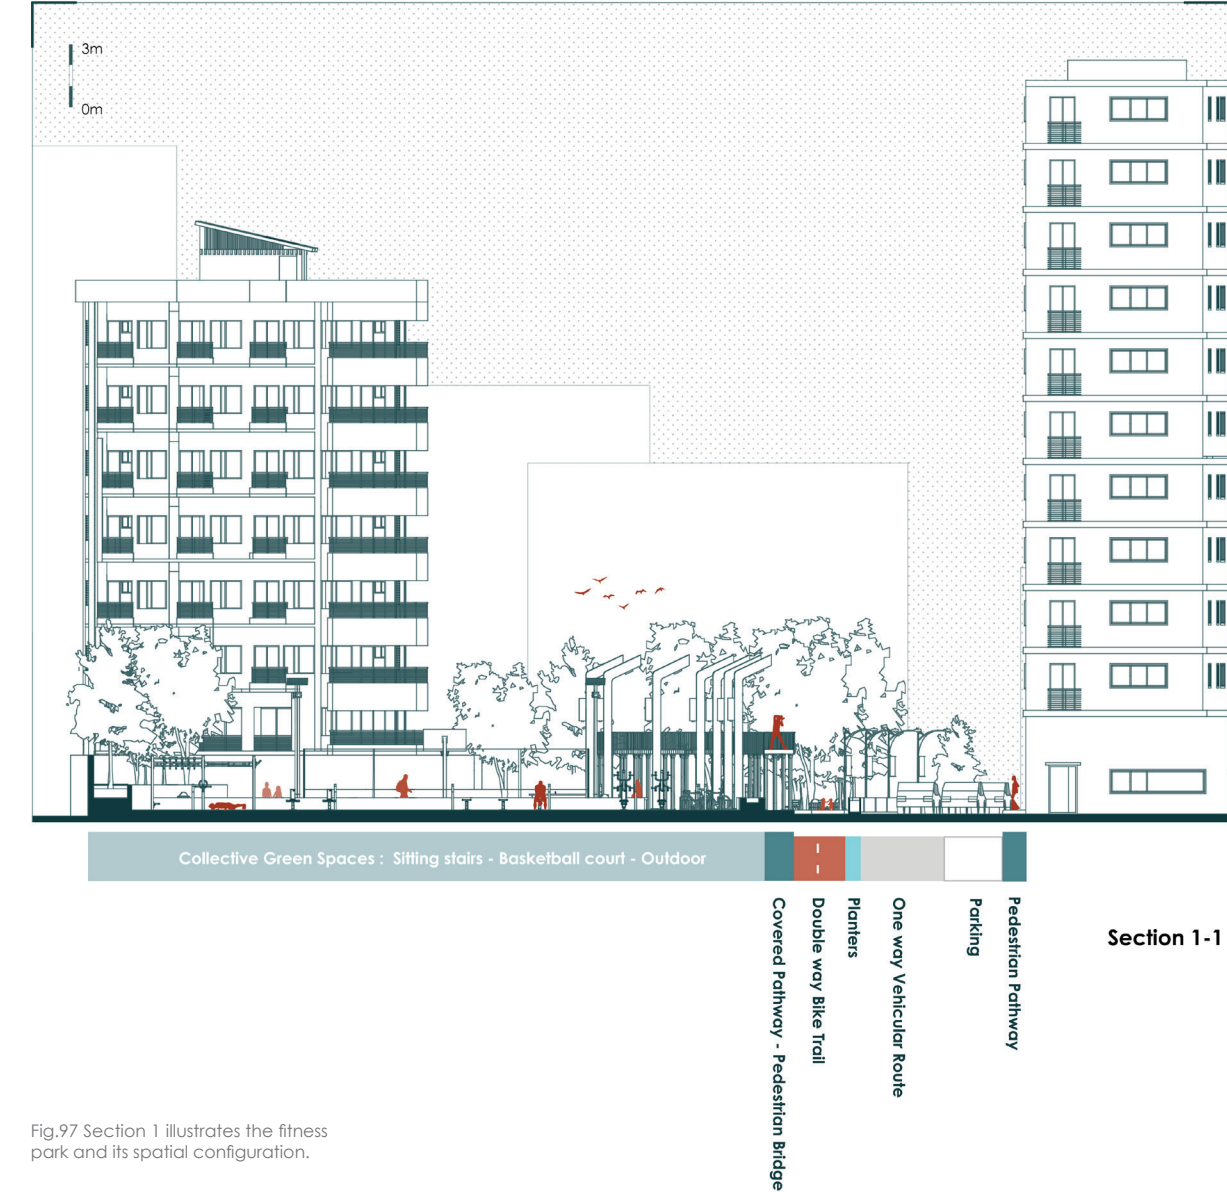 3m
0m
Collective Green Spaces : Sitting stairs - Basketball court - Outdoor
Covered Pathway - Pedestrian Bridge
Double way Bike Trail
Planters
One way Vehicular Route
Parking
Pedestrian Pathway
Section 1-1
Fig.97 Section 1 illustrates the fitness
park and its spatial configuration.